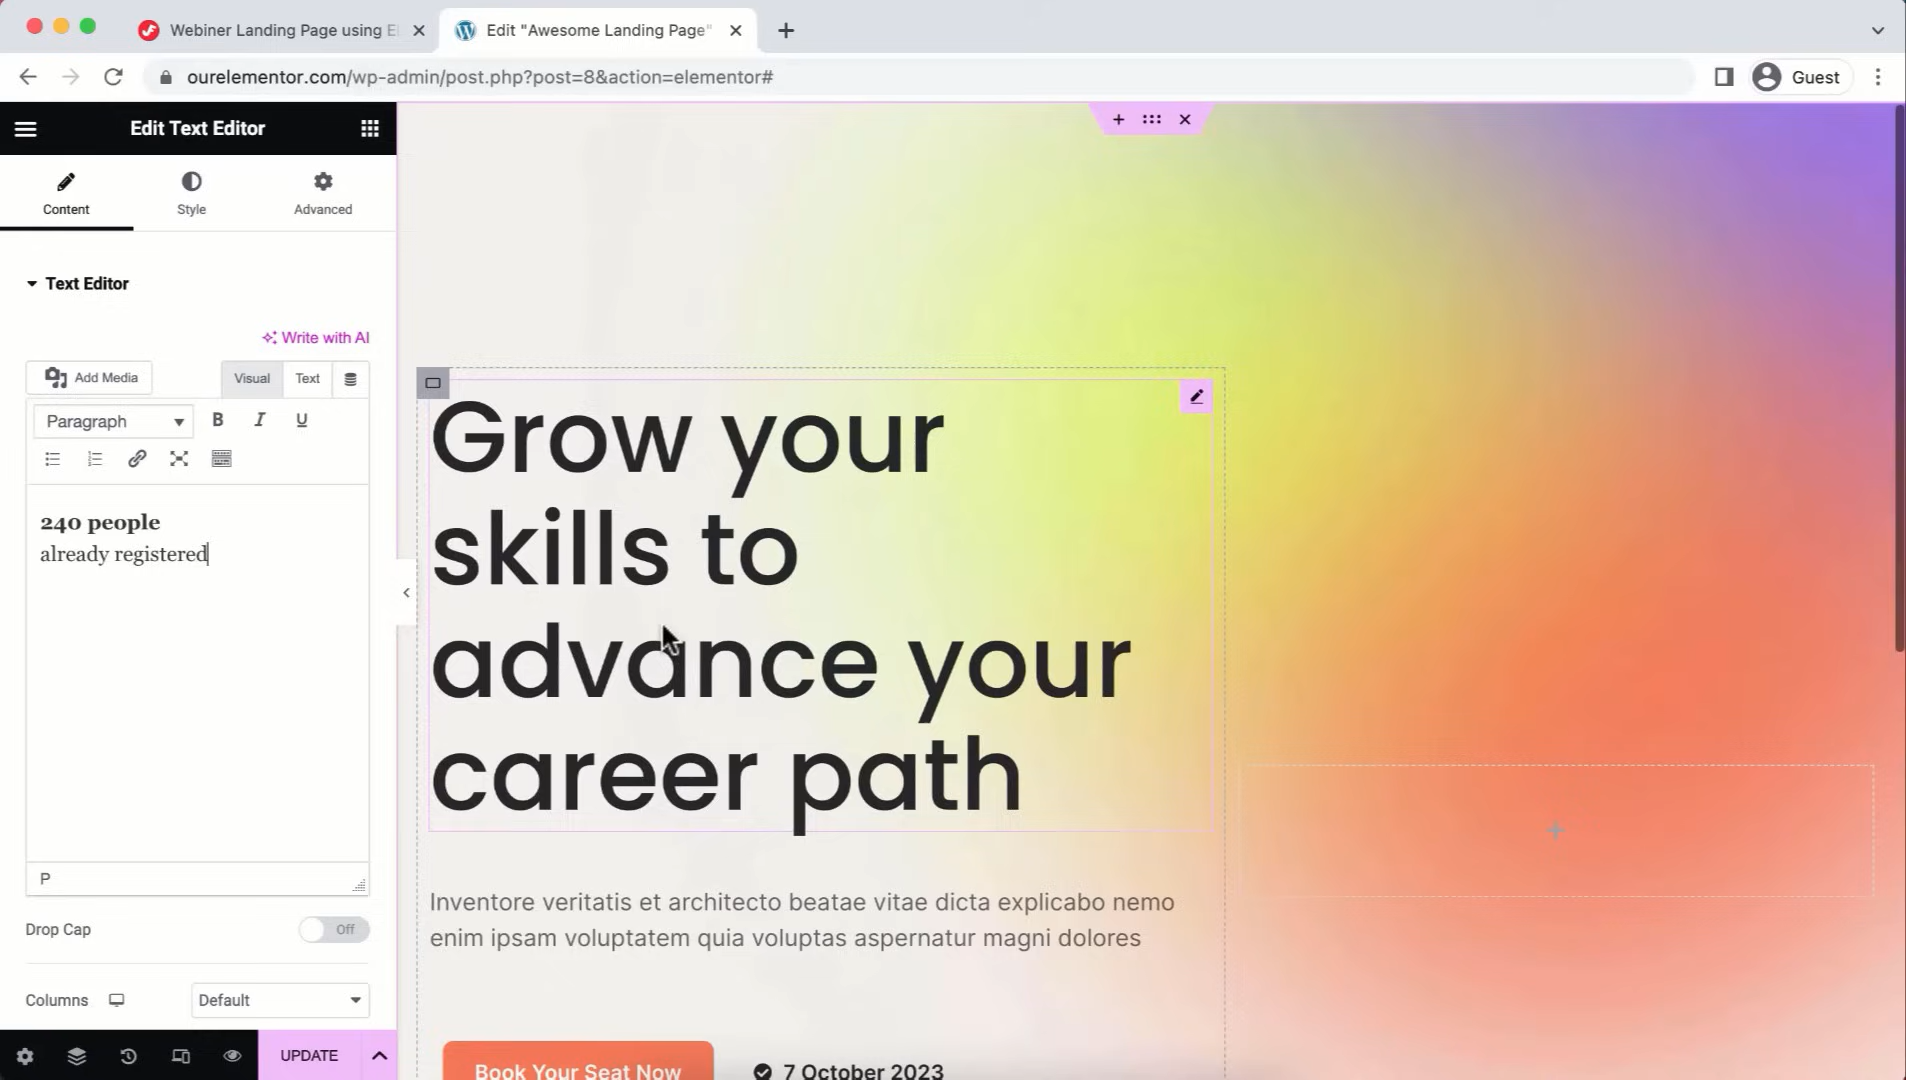 Webiner Landing Page using El
Edit "Awesome Landing Page"
ourelementor.com/wp-admin/post.php?post=8&action=elementor#
Guest
Edit Text Editor
Content
Style
Advanced
Text Editor
Write with AI
Add Media
Visual
Text
Paragraph
B
I
U
240 people
already registered
P
Drop Cap
Off
Columns
Default
UPDATE
Grow your
skills to
advance your
career path
Inventore veritatis et architecto beatae vitae dicta explicabo nemo
enim ipsam voluptatem quia voluptas aspernatur magni dolores
Book Your Seat Now
7 October 2023